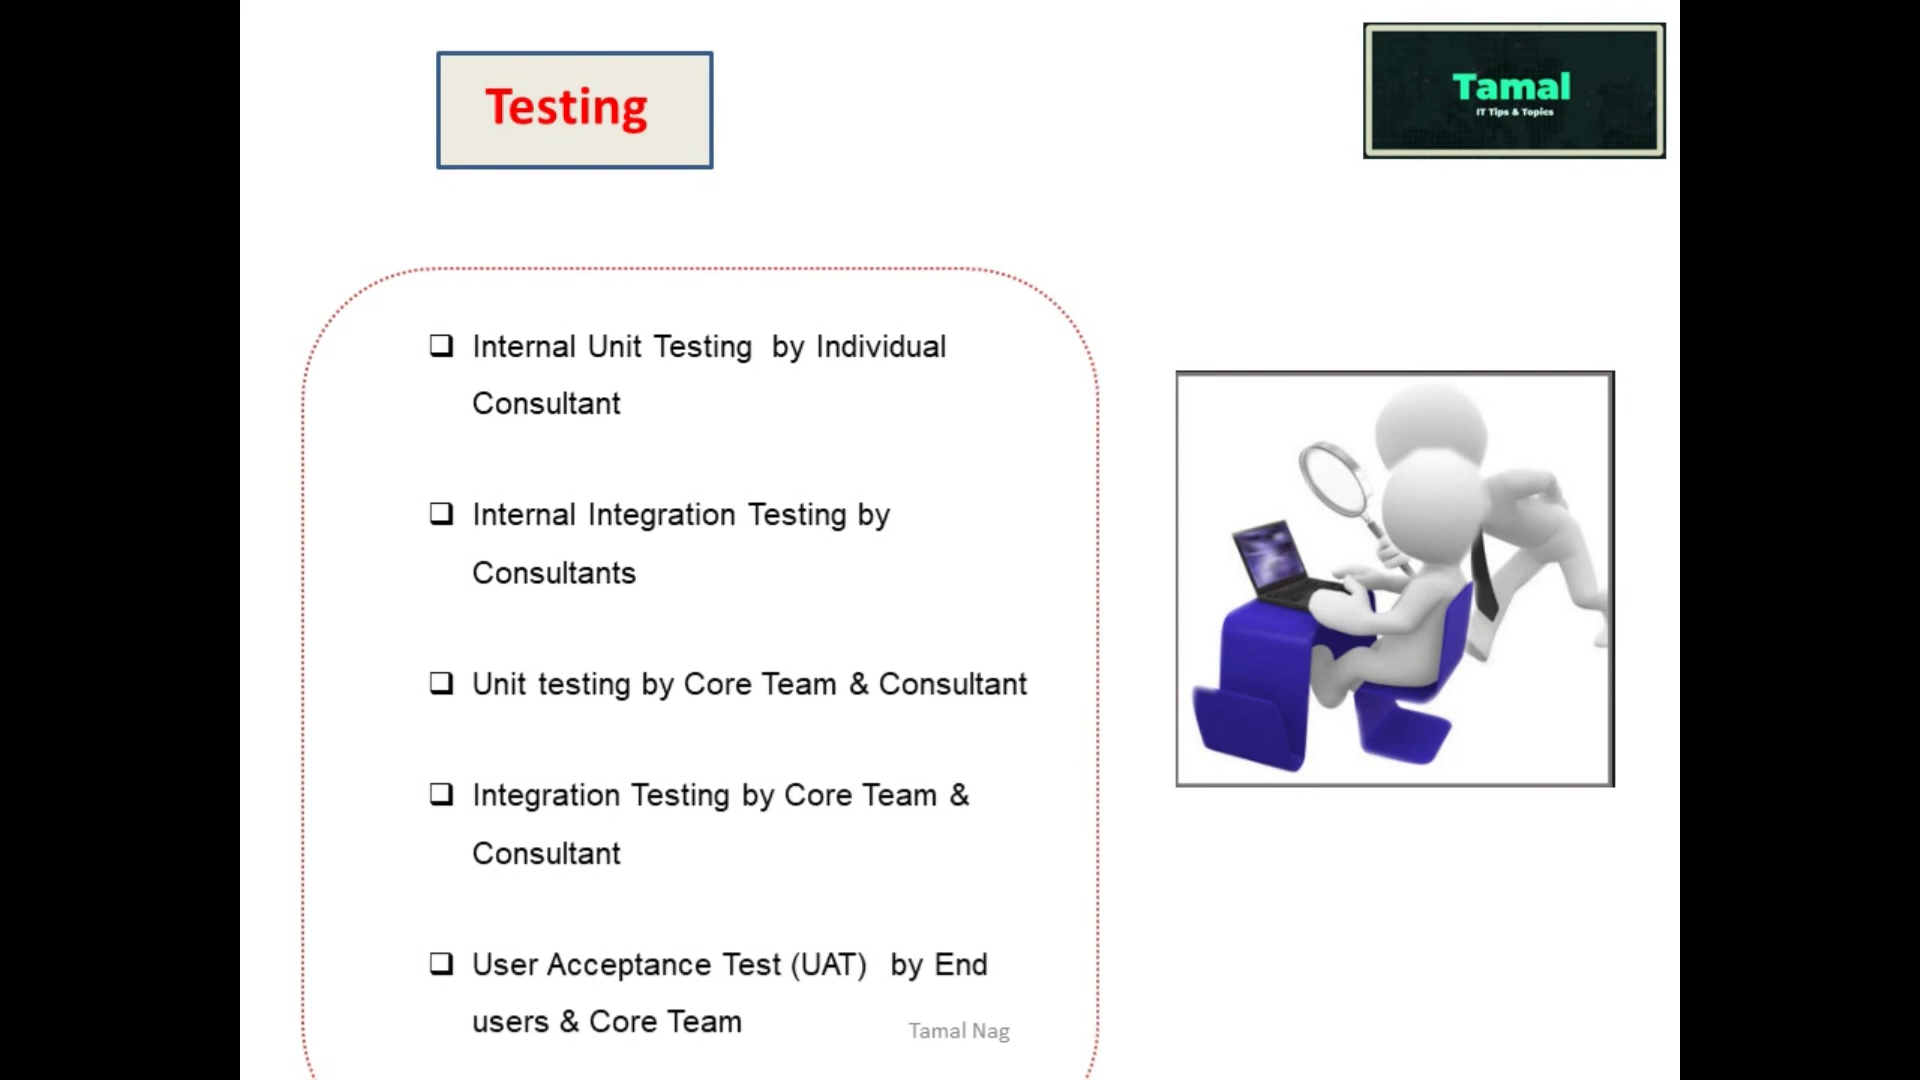 Testing
Tamal
IT Tips & Topics
Internal Unit Testing by Individual
Consultant
Internal Integration Testing by
Consultants
Unit testing by Core Team & Consultant
Integration Testing by Core Team &
Consultant
User Acceptance Test (UAT) by End
users & Core Team
Tamal Nag